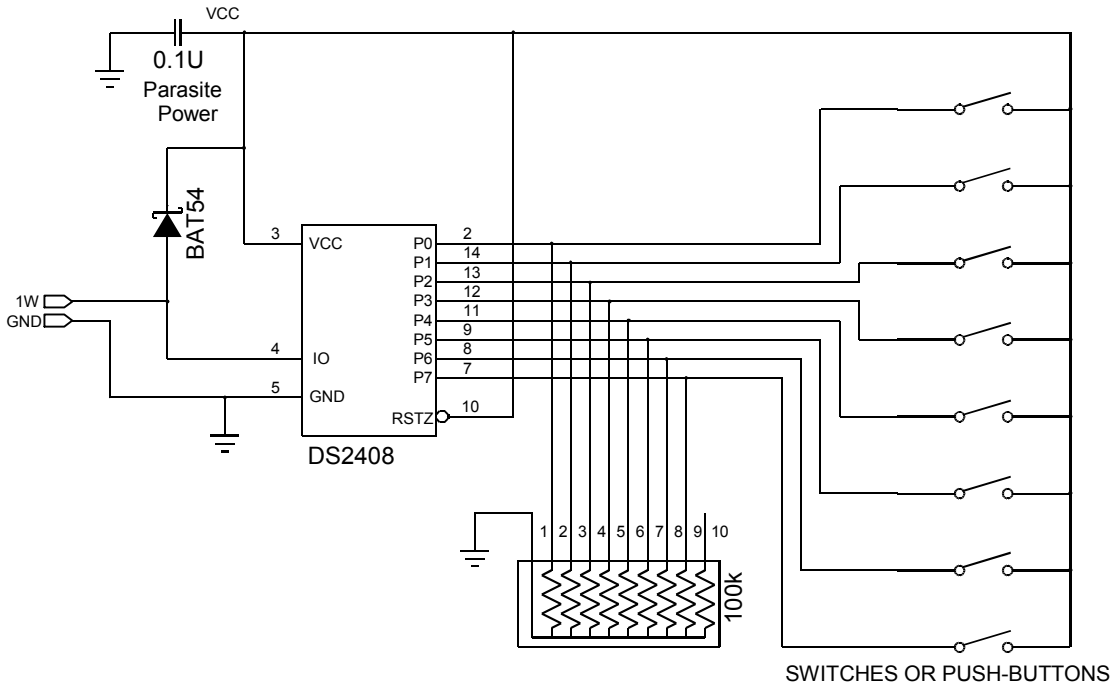 VCC
0.1U
Parasite
Power
BAT54
1W
GND
3
4
5
VCC
IO
GND
P0
P1
P2
P3
P4
P5
P6
P7
RSTZ
2
14
13
12
11
9
8
7
10
DS2408
1 2 3 4 5 6 7 8 9 10
100k
SWITCHES OR PUSH-BUTTONS